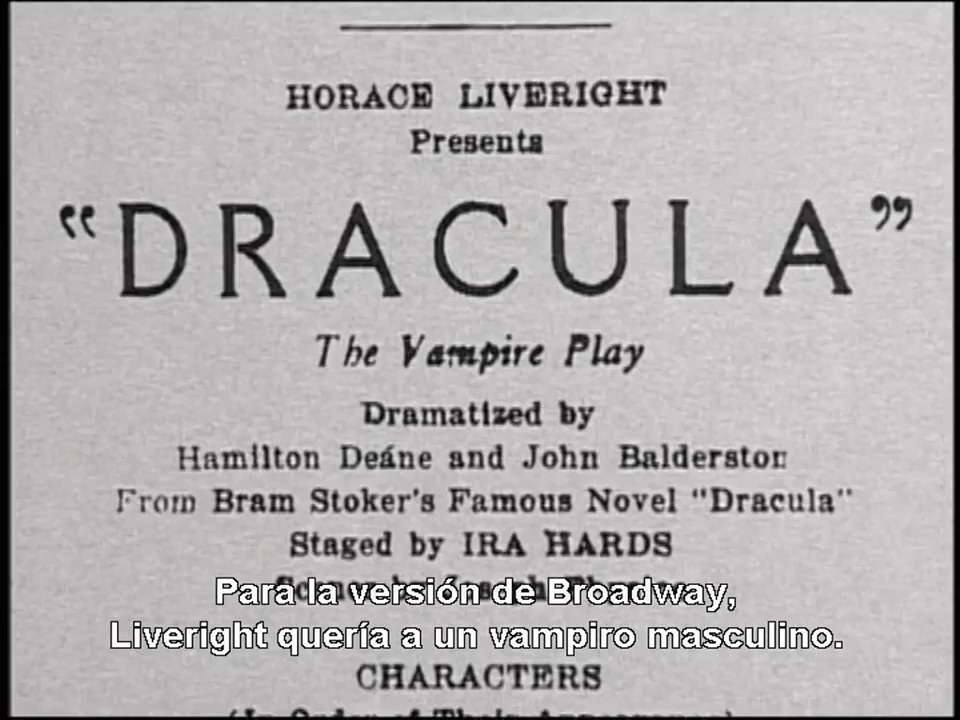 HORACE LIVERIGHT
Presents
"DRACULA"
The Vampire Play
Dramatized by
Hamilton Deáne and John Balderston
From Bram Stoker's Famous Novel "Dracula"
Staged by IRA HARDS
Para la versión de Broadway,
Liveright quería a un vampiro masculino.
CHARACTERS